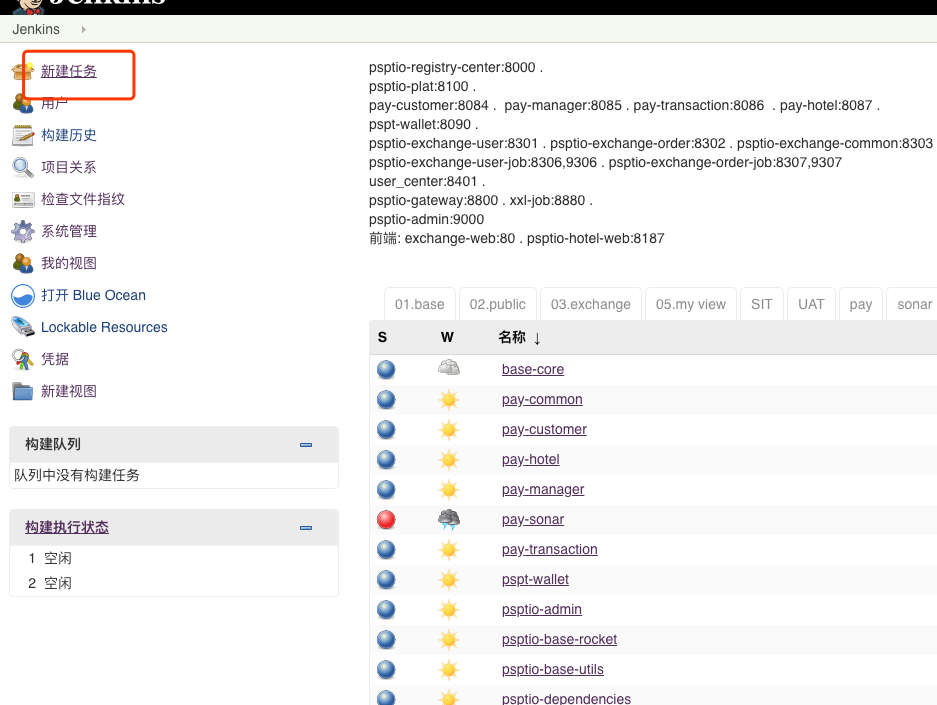 Jenkins
Jenkins
新建任务
用户
构建历史
项目关系
检查文件指纹
系统管理
我的视图
打开 Blue Ocean
Lockable Resources
凭据
新建视图
构建队列
队列中没有构建任务
构建执行状态
1 空闲
2 空闲
psptio-registry-center:8000 .
psptio-plat:8100 .
pay-customer:8084 . pay-manager:8085 . pay-transaction:8086 . pay-hotel:8087 .
pspt-wallet:8090 .
psptio-exchange-user:8301 . psptio-exchange-order:8302 . psptio-exchange-common:8303
psptio-exchange-user-job:8306,9306 . psptio-exchange-order-job:8307,9307
user_center:8401 .
psptio-gateway:8800 . xxl-job:8880 .
psptio-admin:9000
前端: exchange-web:80 . psptio-hotel-web:8187
01.base 02.public 03.exchange 05.my view SIT UAT pay sonar
S W 名称 ↓
base-core
pay-common
pay-customer
pay-hotel
pay-manager
pay-sonar
pay-transaction
pspt-wallet
psptio-admin
psptio-base-rocket
psptio-base-utils
psptio-dependencies